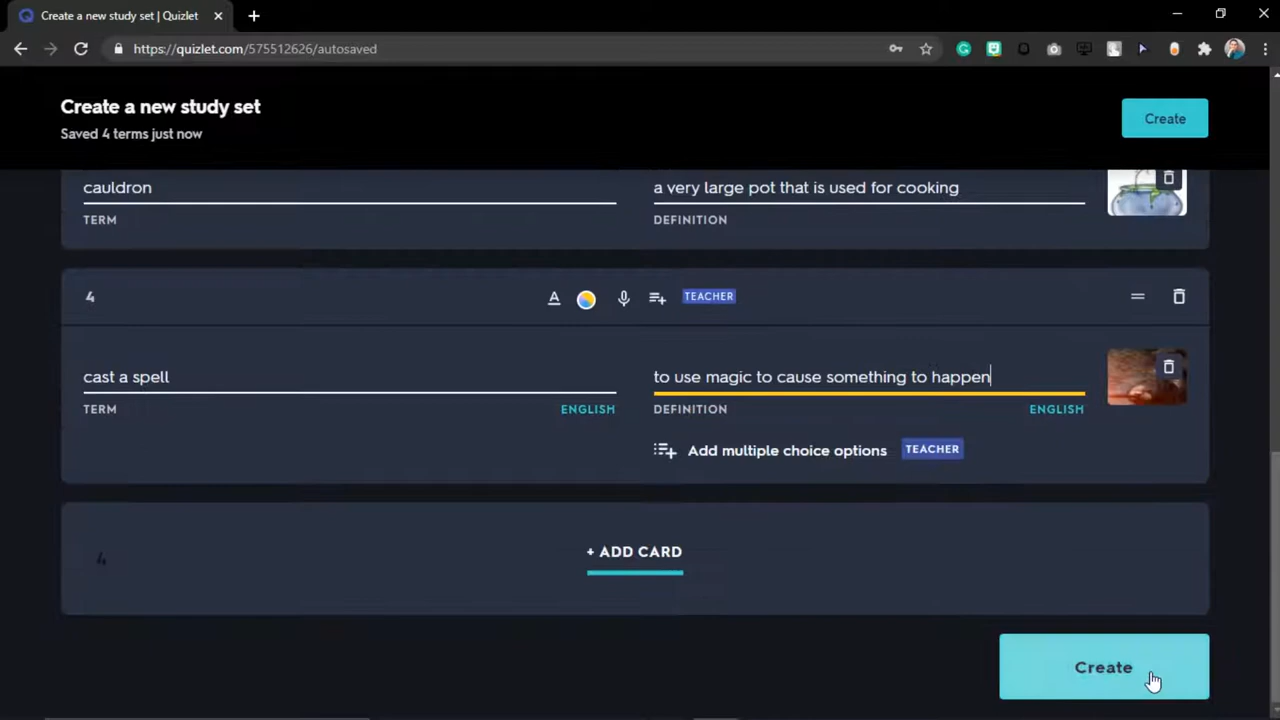 Create a new study set | Quizlet
https://quizlet.com/575512626/autosaved
Create a new study set
Create
Saved 4 terms just now
cauldron
a very large pot that is used for cooking
TERM
DEFINITION
4
A
TEACHER
cast a spell
to use magic to cause something to happen
TERM
ENGLISH
DEFINITION
ENGLISH
Add multiple choice options
TEACHER
4
+ ADD CARD
Create